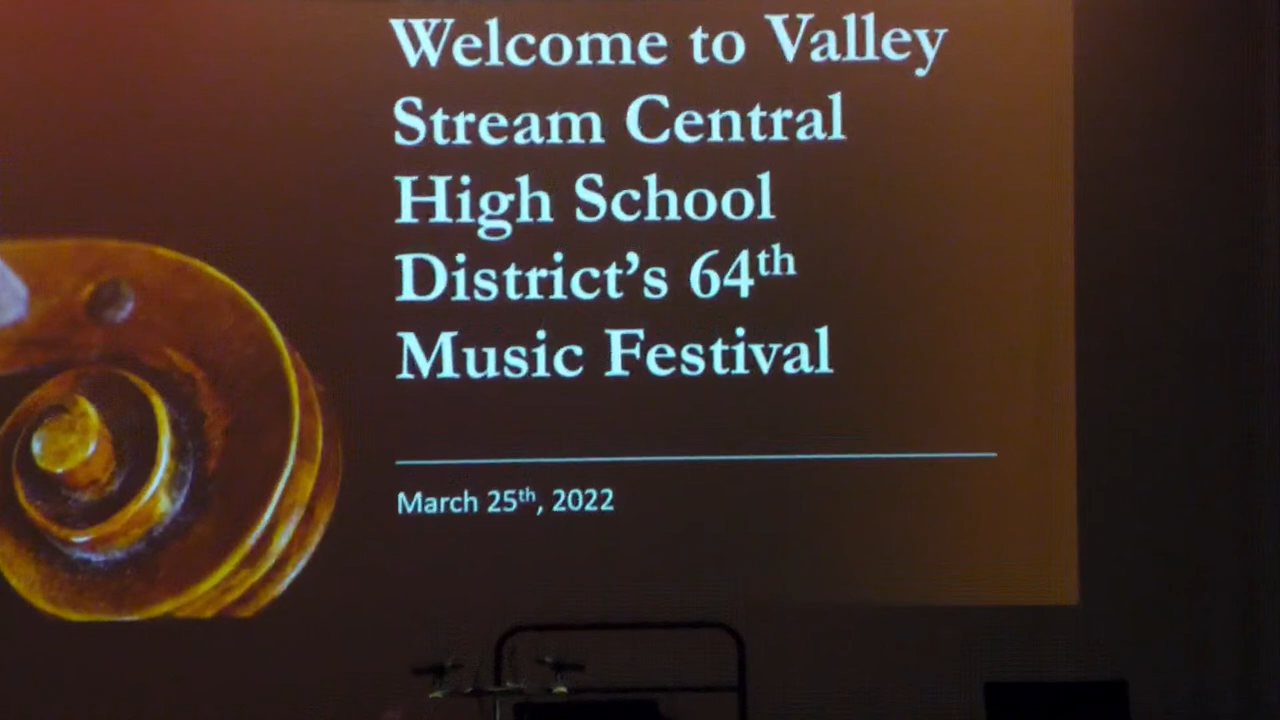 Welcome to Valley
Stream Central
High School
District’s 64th
Music Festival
March 25th, 2022